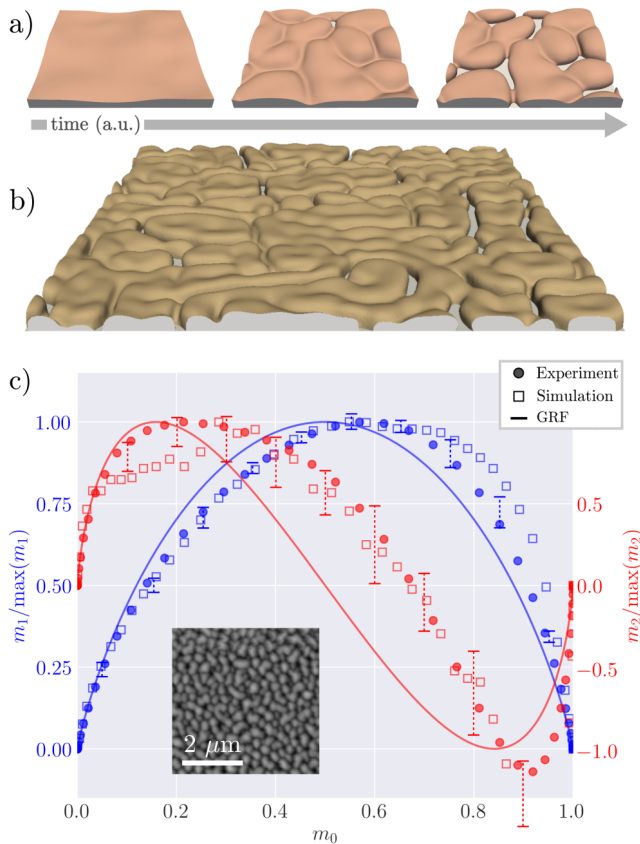 a)
time (a.u.)
b)
c)
Experiment
Simulation
GRF
1.00
0.75
0.50
0.25
0.00
m₁/max(m₁)
0.5
0.0
−0.5
−1.0
m₂/max(m₂)
2 μm
0.0 0.2 0.4 0.6 0.8 1.0
m₀